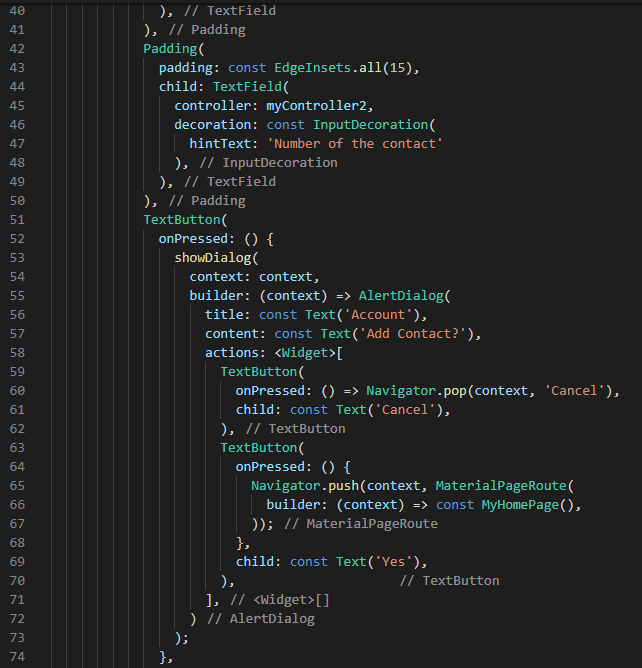 40 ), // TextField
41 ), // Padding
42 Padding(
43 padding: const EdgeInsets.all(15),
44 child: TextField(
45 controller: myController2,
46 decoration: const InputDecoration(
47 hintText: 'Number of the contact'
48 ), // InputDecoration
49 ), // TextField
50 ), // Padding
51 TextButton(
52 onPressed: () {
53 showDialog(
54 context: context,
55 builder: (context) => AlertDialog(
56 title: const Text('Account'),
57 content: const Text('Add Contact?'),
58 actions: <Widget>[
59 TextButton(
60 onPressed: () => Navigator.pop(context, 'Cancel'),
61 child: const Text('Cancel'),
62 ), // TextButton
63 TextButton(
64 onPressed: () {
65 Navigator.push(context, MaterialPageRoute(
66 builder: (context) => const MyHomePage(),
67 )); // MaterialPageRoute
68 },
69 child: const Text('Yes'),
70 ), // TextButton
71 ], // <Widget>[]
72 ) // AlertDialog
73 );
74 },